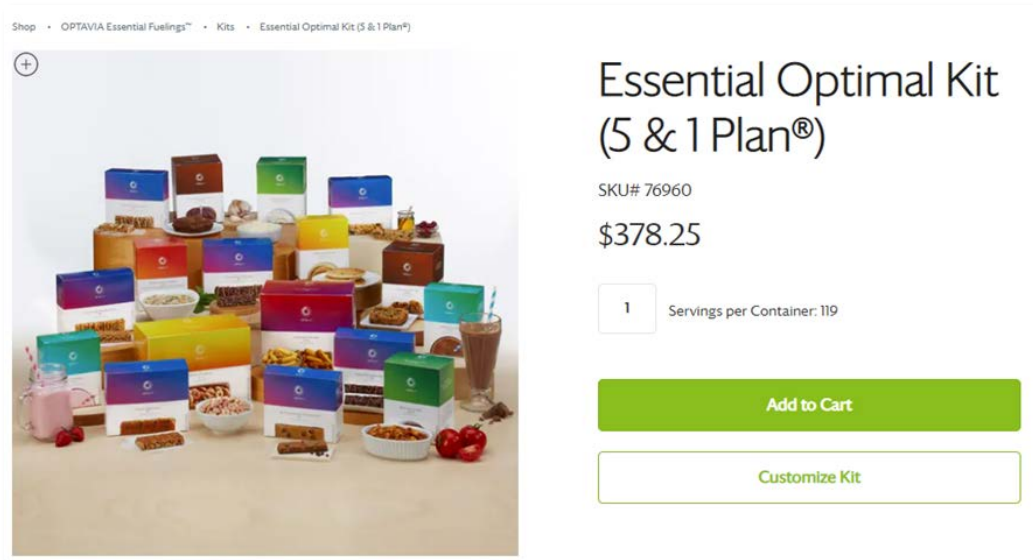 Shop • OPTAVIA Essential Fuelings™ • Kits • Essential Optimal Kit (5 & 1 Plan®)
Essential Optimal Kit
(5 & 1 Plan®)
SKU# 76960
$378.25
1 Servings per Container: 119
Add to Cart
Customize Kit